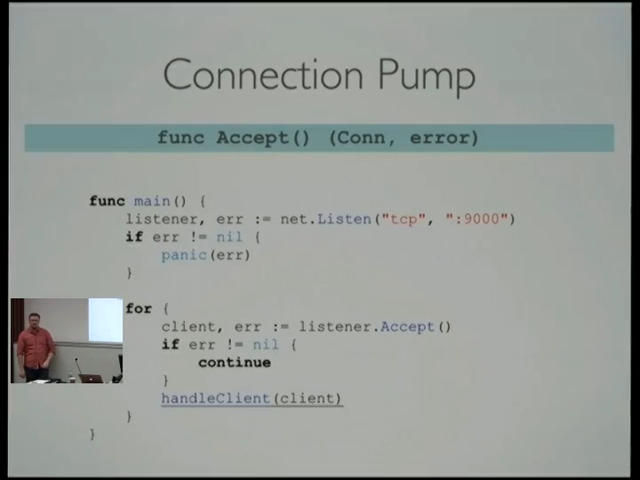 Connection Pump
func Accept() (Conn, error)
func main() {
listener, err := net.Listen("tcp", ":9000")
if err != nil {
panic(err)
}
for {
client, err := listener.Accept()
if err != nil {
continue
}
handleClient(client)
}
}